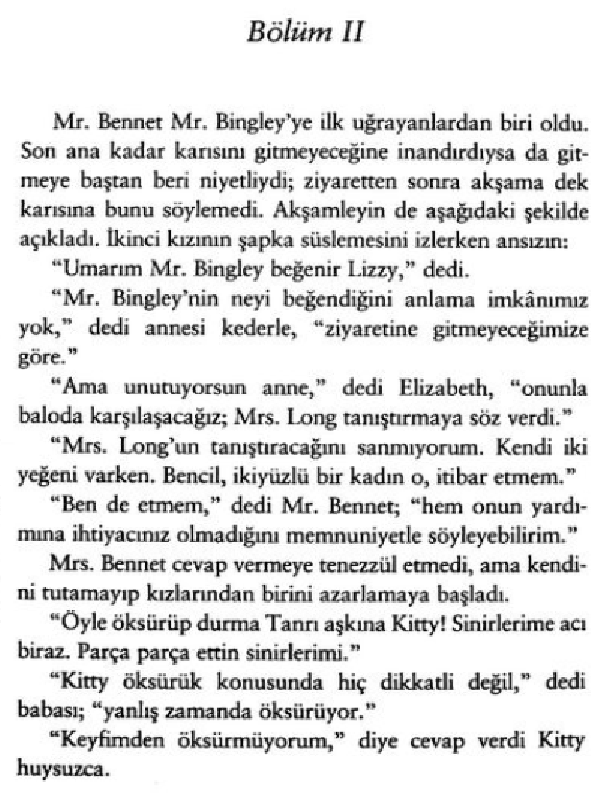 Bölüm II
Mr. Bennet Mr. Bingley'ye ilk uğrayanlardan biri oldu.
Son ana kadar karısını gitmeyeceğine inandırdıysa da git-
meye baştan beri niyetliydi; ziyaretten sonra akşama dek
karısına bunu söylemedi. Akşamleyin de aşağıdaki şekilde
açıkladı. İkinci kızının şapka süslemesini izlerken ansızın:
“Umarım Mr. Bingley beğenir Lizzy,” dedi.
“Mr. Bingley'nin neyi beğendiğini anlama imkânımız
yok,” dedi annesi kederle, “ziyaretine gitmeyeceğimize
göre.”
“Ama unutuyorsun anne,” dedi Elizabeth, “onunla
baloda karşılaşacağız; Mrs. Long tanıştırmaya söz verdi.”
“Mrs. Long'un tanıştıracağını sanmıyorum. Kendi iki
yeğeni varken. Bencil, ikiyüzlü bir kadın o, itibar etmem.”
“Ben de etmem,” dedi Mr. Bennet; “hem onun yardı-
mına ihtiyacınız olmadığını memnuniyetle söyleyebilirim.”
Mrs. Bennet cevap vermeye tenezzül etmedi, ama kendi-
ni tutamayıp kızlarından birini azarlamaya başladı.
“Öyle öksürüp durma Tanrı aşkına Kitty! Sinirlerime acı
biraz. Parça parça ettin sinirlerimi.”
“Kitty öksürük konusunda hiç dikkatli değil,” dedi
babası; “yanlış zamanda öksürüyor.”
“Keyfimden öksürmüyorum,” diye cevap verdi Kitty
huysuzca.